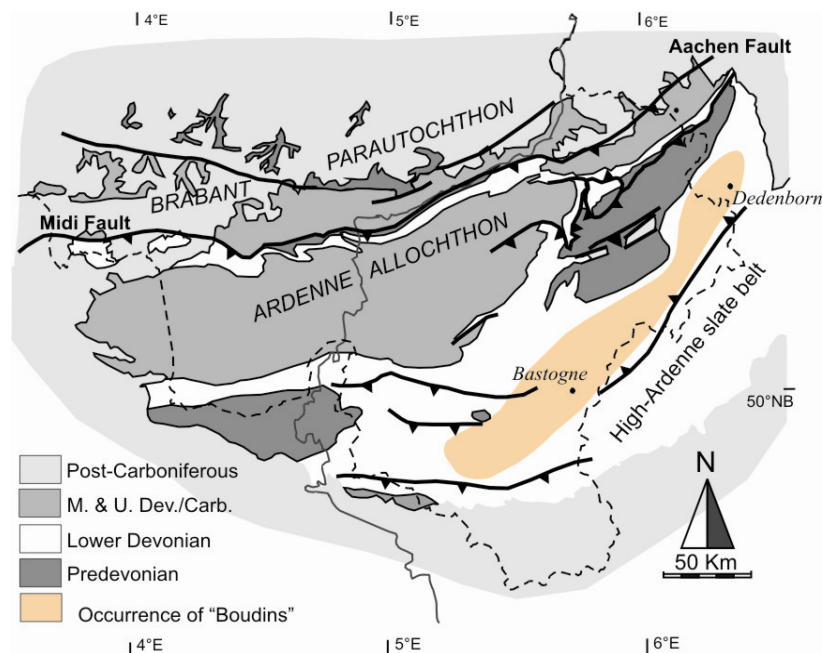 4°E
5°E
6°E
Aachen Fault
PARAUTOCHTHON
BRABANT
Dedenborn
Midi Fault
ARDENNE ALLOCHTHON
High-Ardenne slate belt
Bastogne
50°NB
Post-Carboniferous
M. & U. Dev./Carb.
Lower Devonian
Predevonian
Occurrence of “Boudins”
N
50 Km
4°E
5°E
6°E